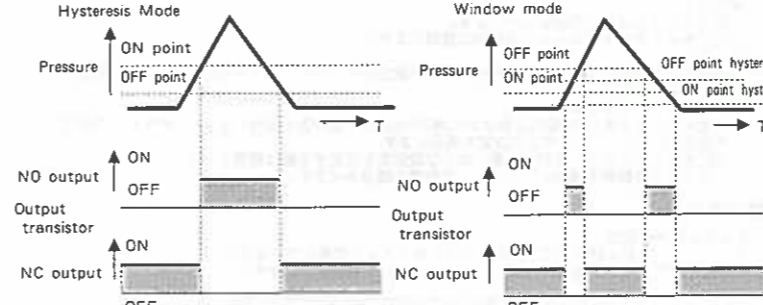 Hysteresis Mode
ON point
Pressure
OFF point
T
ON
NO output
OFF
Output
transistor
ON
NC output
OFF
Window mode
OFF point
Pressure
ON point
OFF point hyster
ON point hyst
T
ON
NO output
OFF
Output
transistor
ON
NC output
OFF